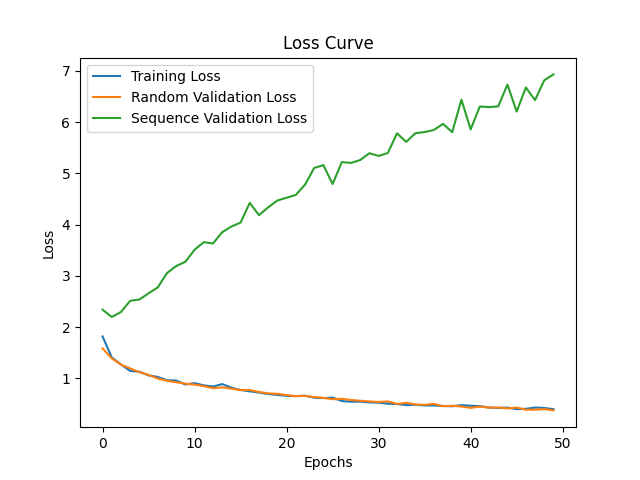 Loss Curve
Training Loss
Random Validation Loss
Sequence Validation Loss
7
6
5
4
3
2
1
Loss
0
10
20
30
40
50
Epochs